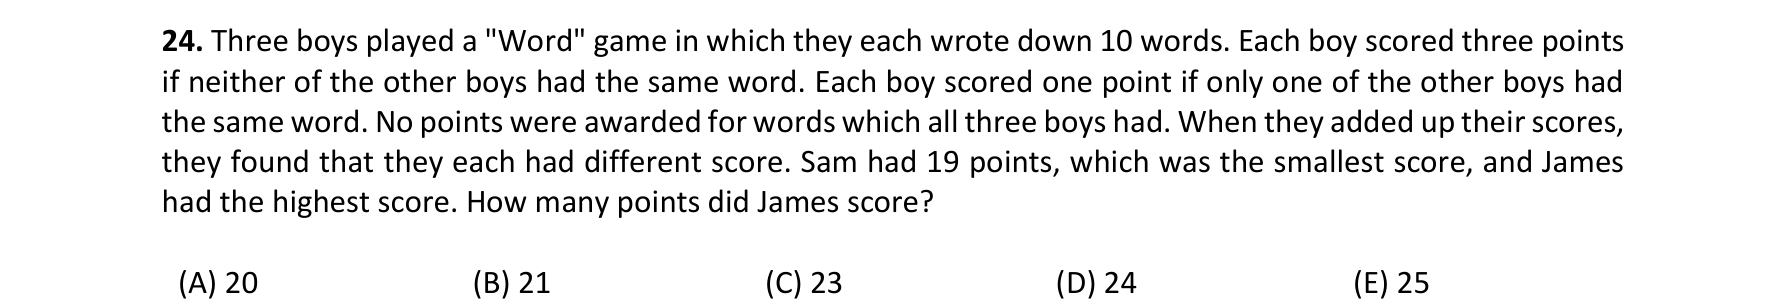 24. Three boys played a "Word" game in which they each wrote down 10 words. Each boy scored three points
if neither of the other boys had the same word. Each boy scored one point if only one of the other boys had
the same word. No points were awarded for words which all three boys had. When they added up their scores,
they found that they each had different score. Sam had 19 points, which was the smallest score, and James
had the highest score. How many points did James score?
(A) 20 (B) 21 (C) 23 (D) 24 (E) 25